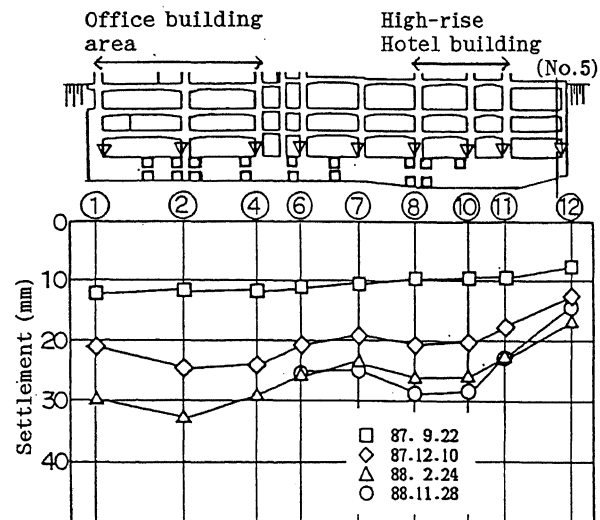 Office building
area
High-rise
Hotel building
(No.5)
1 2 4 6 7 8 10 11 12
0
10
20
30
40
Settlement (mm)
87. 9.22
87.12.10
88. 2.24
88.11.28